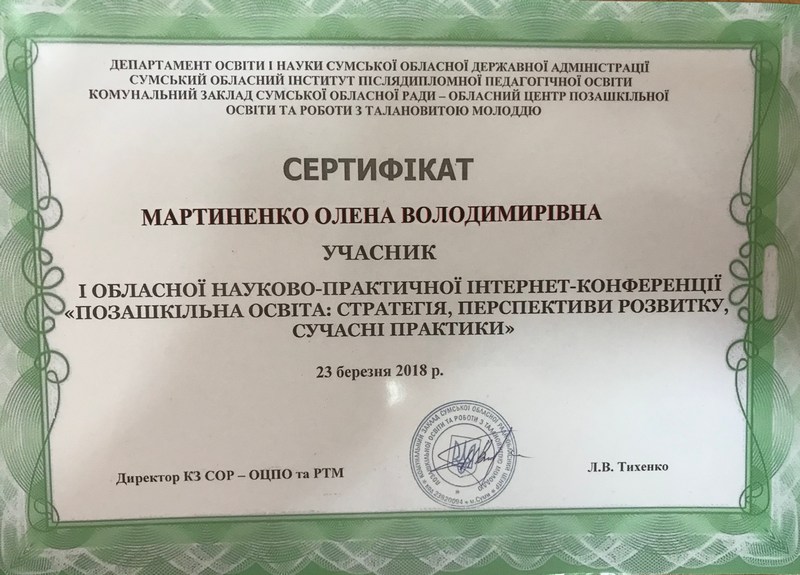 ДЕПАРТАМЕНТ ОСВІТИ І НАУКИ СУМСЬКОЇ ОБЛАСНОЇ ДЕРЖАВНОЇ АДМІНІСТРАЦІЇ
СУМСЬКИЙ ОБЛАСНИЙ ІНСТИТУТ ПІСЛЯДИПЛОМНОЇ ПЕДАГОГІЧНОЇ ОСВІТИ
КОМУНАЛЬНИЙ ЗАКЛАД СУМСЬКОЇ ОБЛАСНОЇ РАДИ – ОБЛАСНИЙ ЦЕНТР ПОЗАШКІЛЬНОЇ
ОСВІТИ ТА РОБОТИ З ТАЛАНОВИТОЮ МОЛОДДЮ
СЕРТИФІКАТ
МАРТИНЕНКО ОЛЕНА ВОЛОДИМИРІВНА
УЧАСНИК
І ОБЛАСНОЇ НАУКОВО-ПРАКТИЧНОЇ ІНТЕРНЕТ-КОНФЕРЕНЦІЇ
«ПОЗАШКІЛЬНА ОСВІТА: СТРАТЕГІЯ, ПЕРСПЕКТИВИ РОЗВИТКУ,
СУЧАСНІ ПРАКТИКИ»
23 березня 2018 р.
Директор КЗ СОР – ОЦПО та РТМ
Л.В. Тихенко